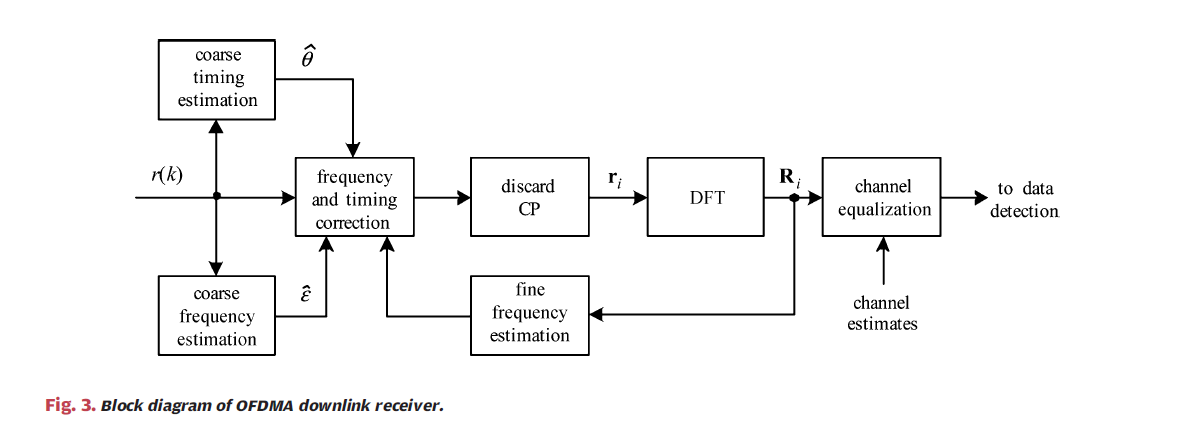 coarse
timing
estimation
θ̂
r(k)
frequency
and timing
correction
discard
CP
r_i
DFT
R_i
channel
equalization
to data
detection
coarse
frequency
estimation
ε̂
fine
frequency
estimation
channel
estimates
Fig. 3. Block diagram of OFDMA downlink receiver.